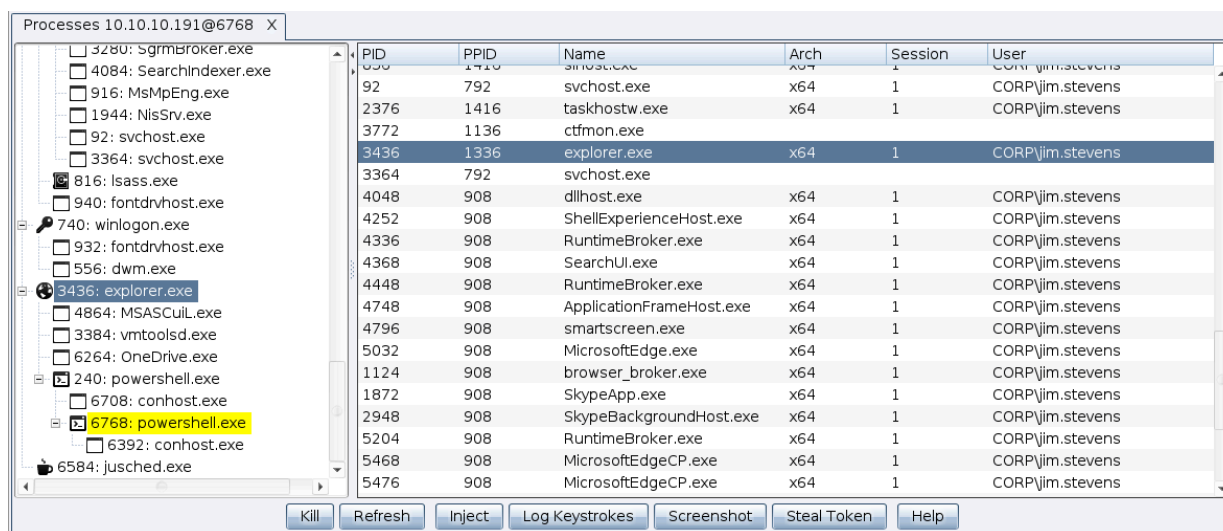 Processes 10.10.10.191@6768 X
3280: SgrmBroker.exe
4084: SearchIndexer.exe
916: MsMpEng.exe
1944: NisSrv.exe
92: svchost.exe
3364: svchost.exe
816: lsass.exe
940: fontdrvhost.exe
740: winlogon.exe
932: fontdrvhost.exe
556: dwm.exe
3436: explorer.exe
4864: MSASCuiL.exe
3384: vmtoolsd.exe
6264: OneDrive.exe
240: powershell.exe
6708: conhost.exe
6768: powershell.exe
6392: conhost.exe
6584: jusched.exe
PID PPID Name Arch Session User
836 1416 sihost.exe x64 1 CORP\jim.stevens
92 792 svchost.exe x64 1 CORP\jim.stevens
2376 1416 taskhostw.exe x64 1 CORP\jim.stevens
3772 1136 ctfmon.exe
3436 1336 explorer.exe x64 1 CORP\jim.stevens
3364 792 svchost.exe
4048 908 dllhost.exe x64 1 CORP\jim.stevens
4252 908 ShellExperienceHost.exe x64 1 CORP\jim.stevens
4336 908 RuntimeBroker.exe x64 1 CORP\jim.stevens
4368 908 SearchUI.exe x64 1 CORP\jim.stevens
4448 908 RuntimeBroker.exe x64 1 CORP\jim.stevens
4748 908 ApplicationFrameHost.exe x64 1 CORP\jim.stevens
4796 908 smartscreen.exe x64 1 CORP\jim.stevens
5032 908 MicrosoftEdge.exe x64 1 CORP\jim.stevens
1124 908 browser_broker.exe x64 1 CORP\jim.stevens
1872 908 SkypeApp.exe x64 1 CORP\jim.stevens
2948 908 SkypeBackgroundHost.exe x64 1 CORP\jim.stevens
5204 908 RuntimeBroker.exe x64 1 CORP\jim.stevens
5468 908 MicrosoftEdgeCP.exe x64 1 CORP\jim.stevens
5476 908 MicrosoftEdgeCP.exe x64 1 CORP\jim.stevens
Kill Refresh Inject Log Keystrokes Screenshot Steal Token Help